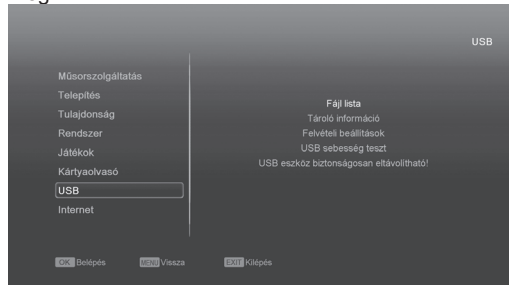 USB
Műsorszolgáltatás
Telepítés
Tulajdonság
Rendszer
Játékok
Kártyaolvasó
USB
Internet
Fájl lista
Tároló információ
Felvételi beállítások
USB sebesség teszt
USB eszköz biztonságosan eltávolítható!
OK Belépés MENU Vissza EXIT Kilépés